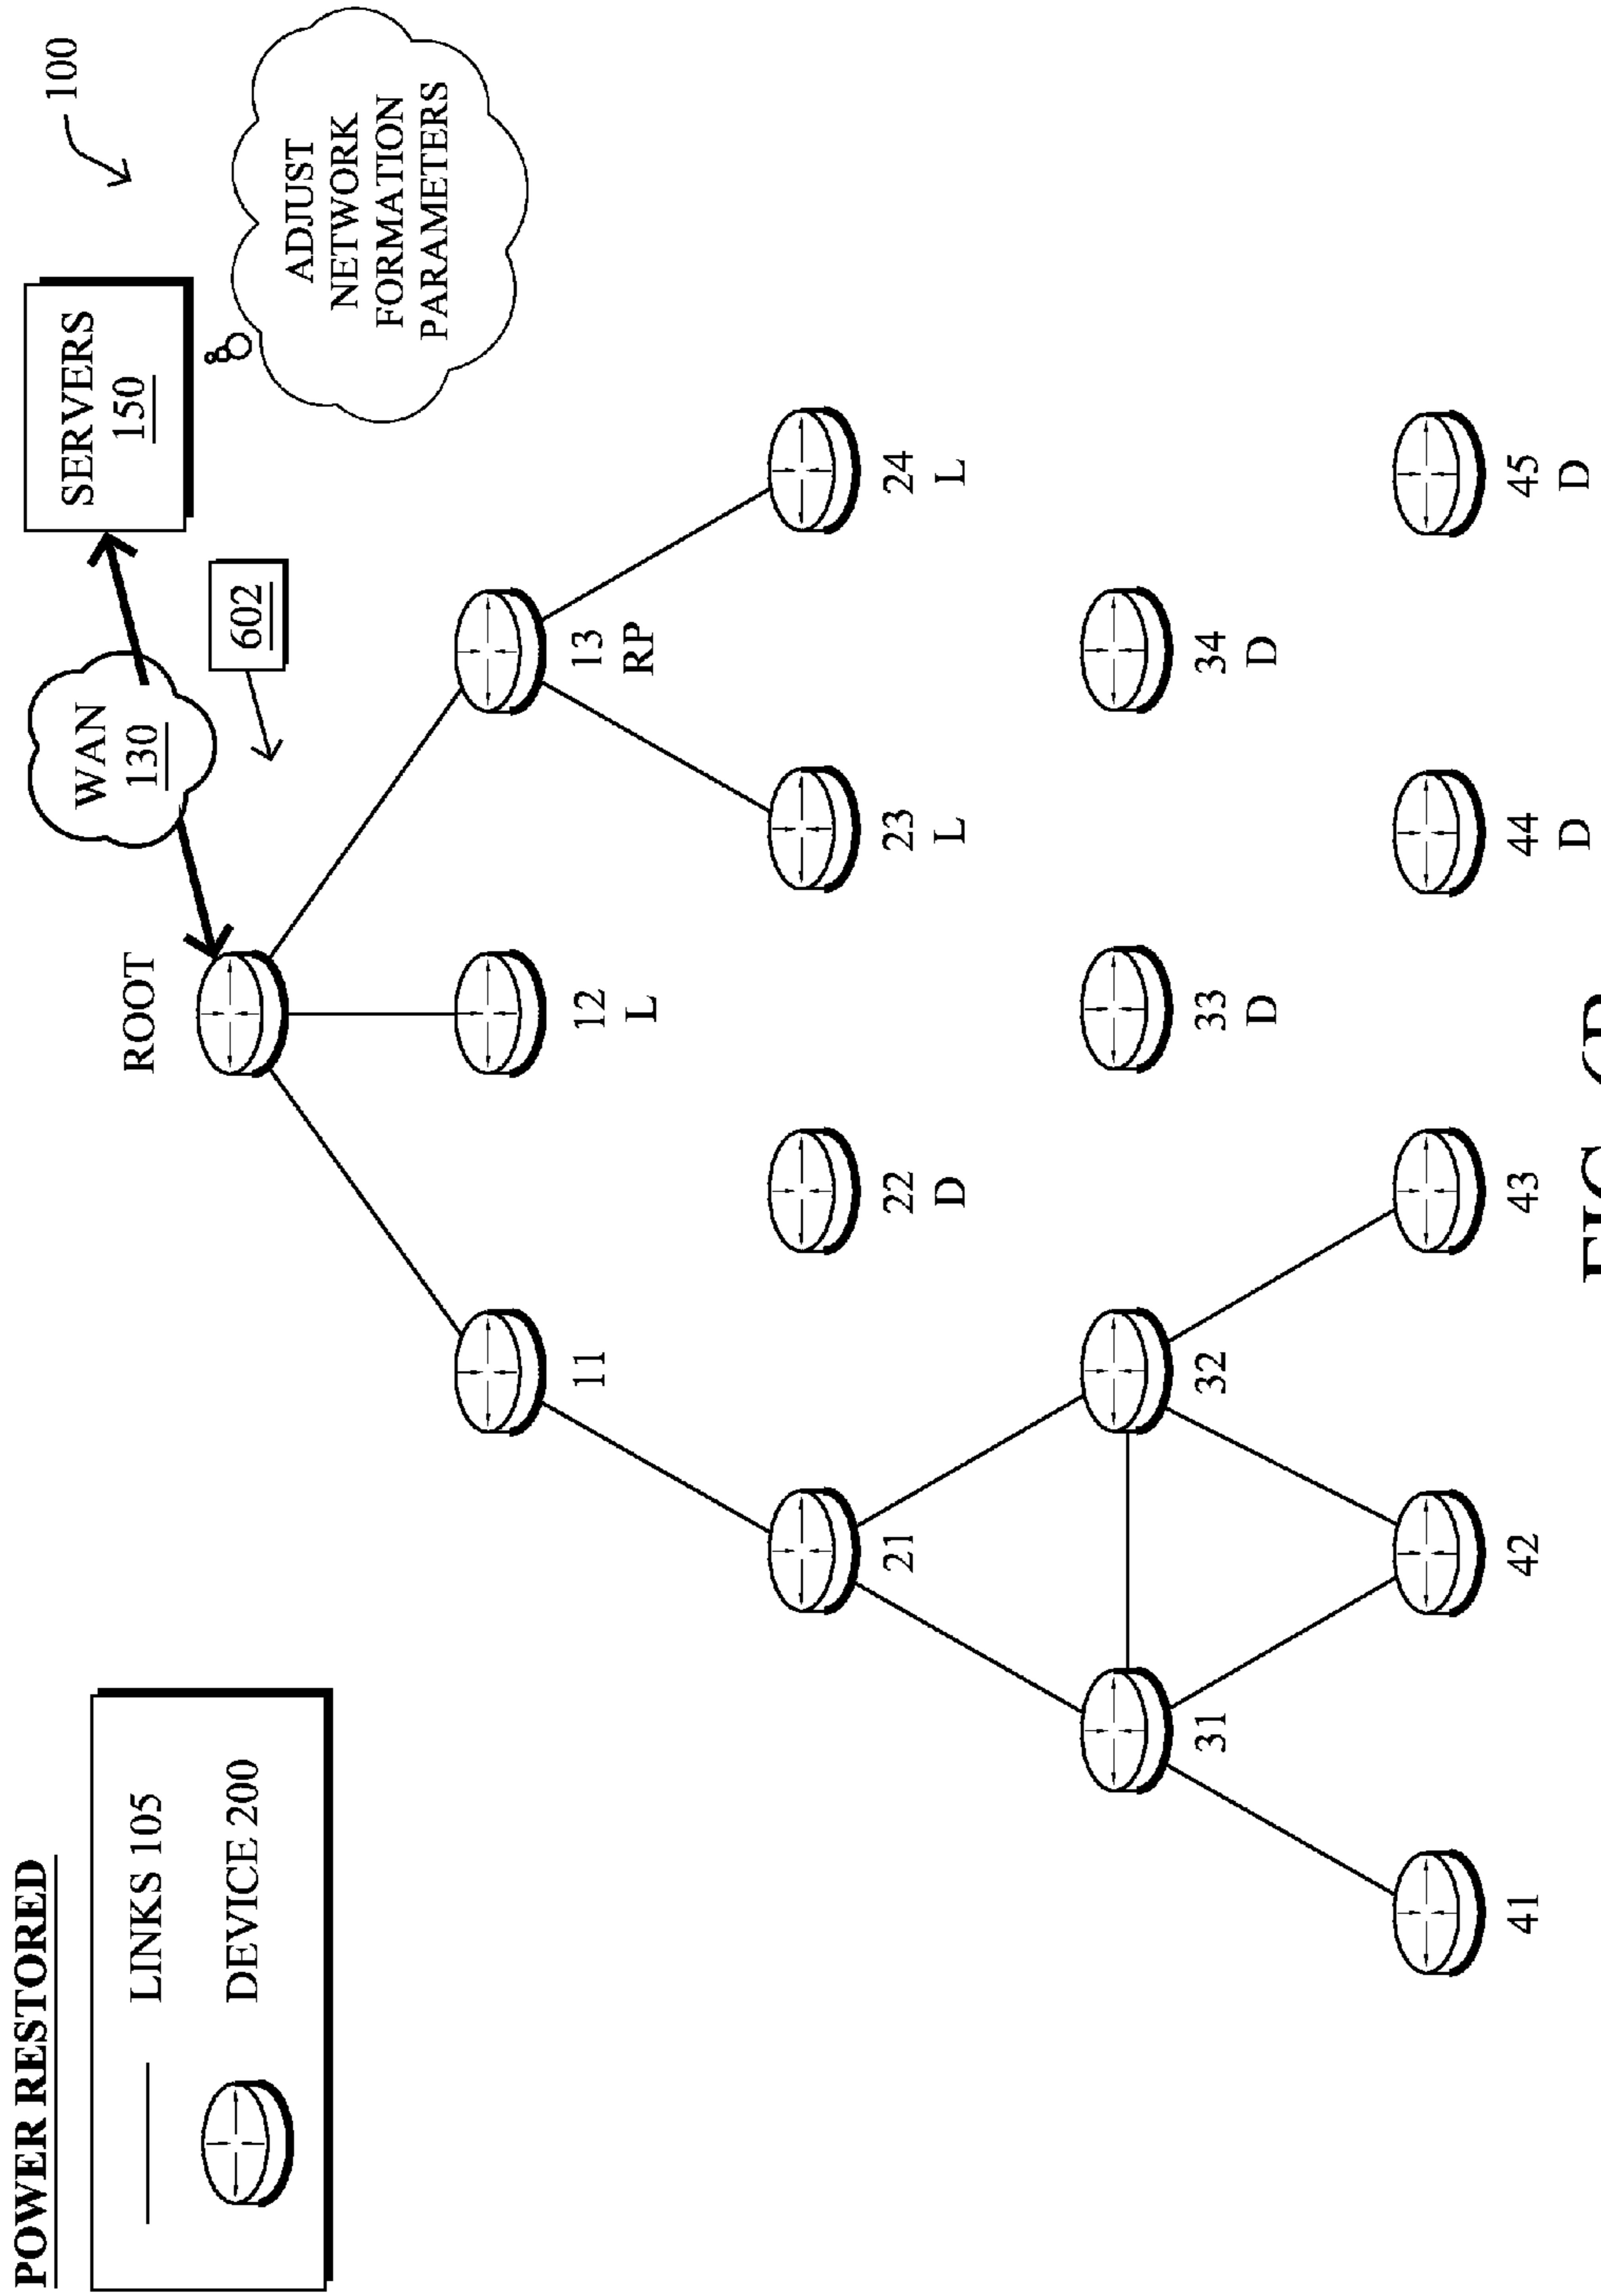 POWER RESTORED
LINKS 105
DEVICE 200
ROOT
WAN
130
SERVERS
150
100
602
ADJUST
NETWORK
FORMATION
PARAMETERS
11
12
L
13
RP
21
22
D
23
L
24
L
31
32
33
D
34
D
41
42
43
44
D
45
D